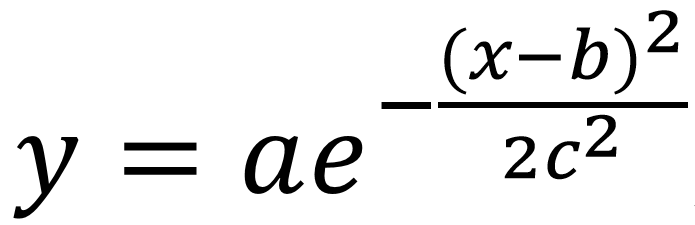 y = ae^{-\frac{(x-b)^2}{2c^2}}